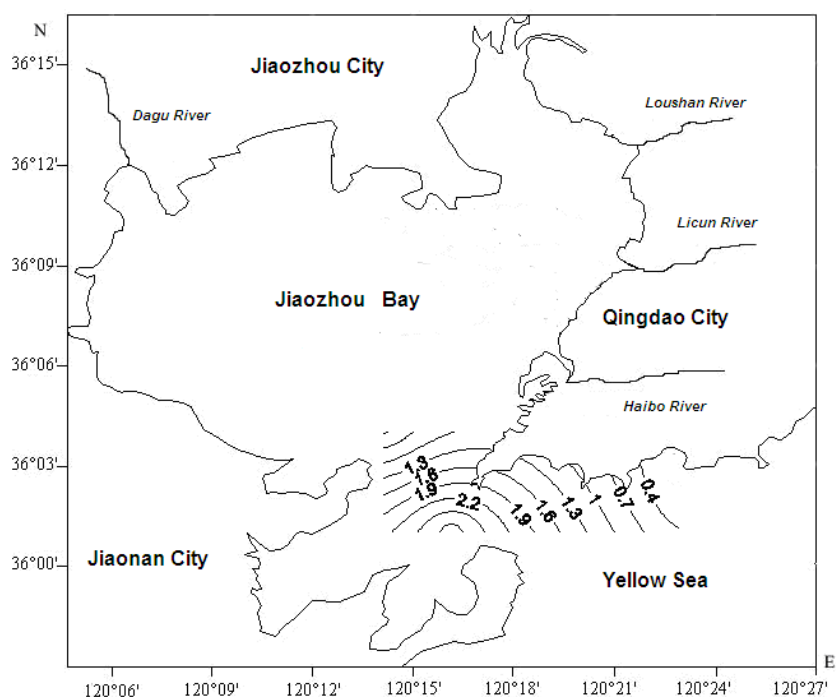 N
36°15'
Jiaozhou City
Dagu River
Loushan River
36°12'
Licun River
36°09'
Jiaozhou Bay
Qingdao City
36°06'
Haibo River
36°03'
1.3
1.6
1.9
2.2
1.9
1.6
1.3
1
0.7
0.4
36°00'
Jiaonan City
Yellow Sea
E
120°06'
120°09'
120°12'
120°15'
120°18'
120°21'
120°24'
120°27'